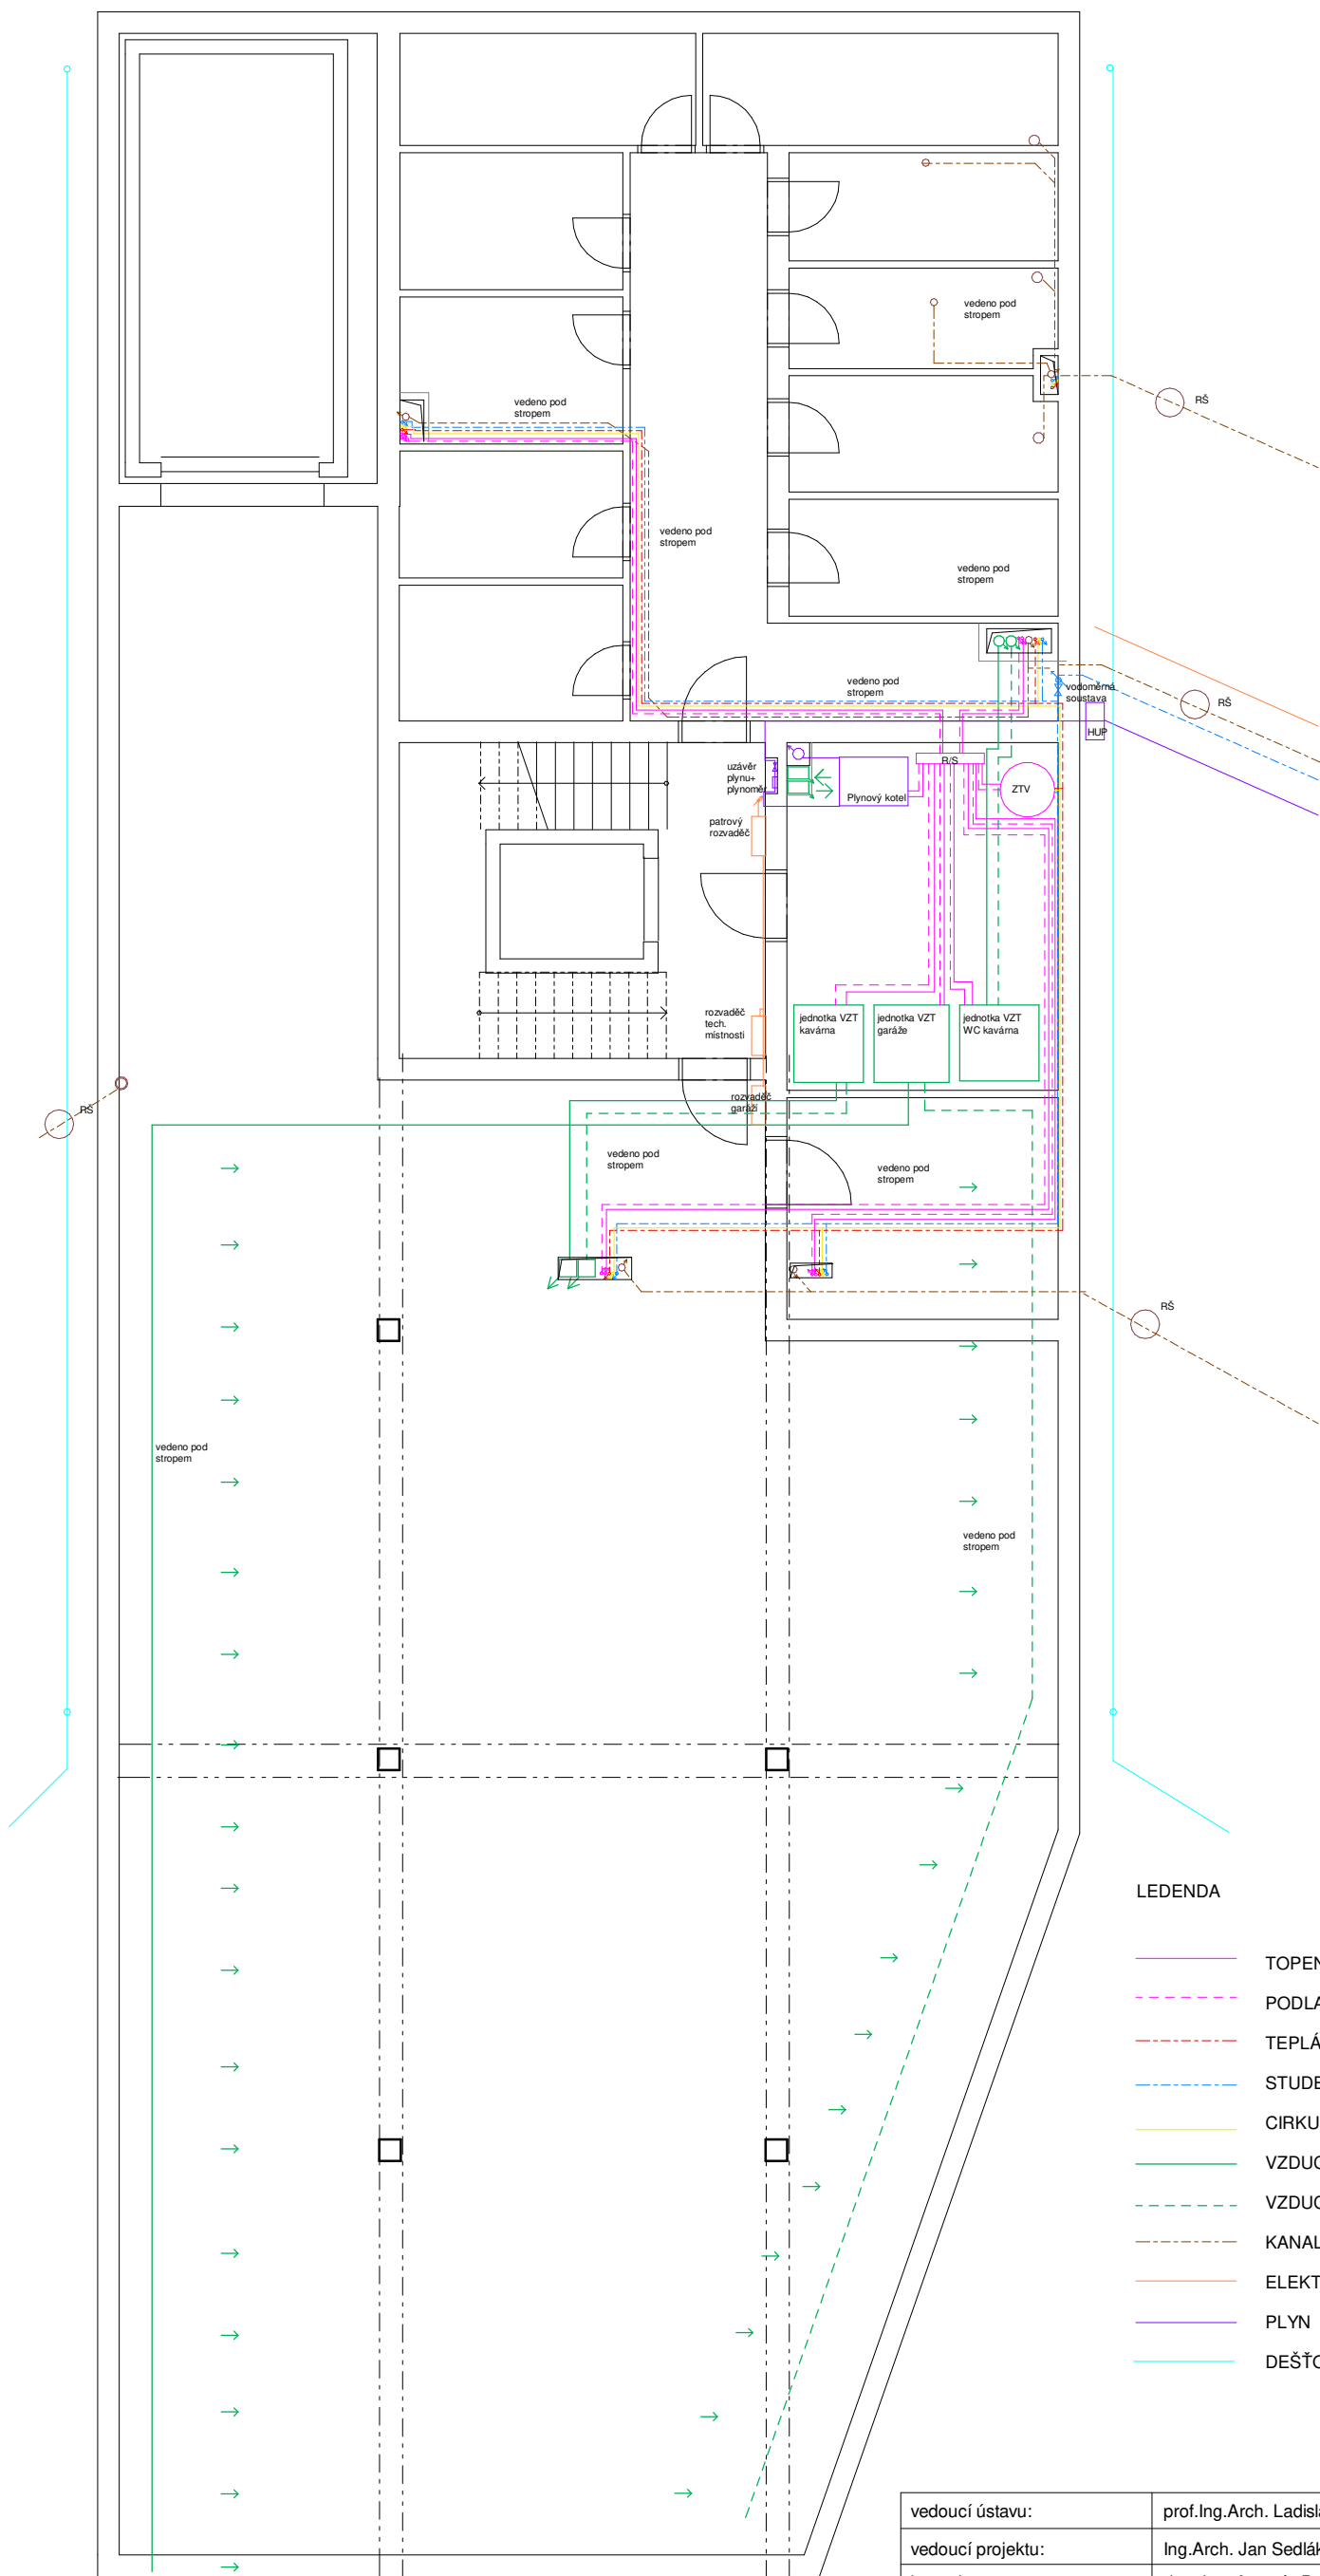 vedeno pod
stropem
vedeno pod
stropem
RŠ
vedeno pod
stropem
vedeno pod
stropem
vedeno pod
stropem
vodoměrná
soustava
RŠ
HUP
uzávěr
plynu+
plynoměr
R/S
Plynový kotel
ZTV
patrový
rozvaděč
rozvaděč
tech.
místnosti
jednotka VZT
kavárna
jednotka VZT
garáže
jednotka VZT
WC kavárna
rozvaděč
garáží
RŠ
vedeno pod
stropem
vedeno pod
stropem
RŠ
vedeno pod
stropem
vedeno pod
stropem
LEDENDA
TOPEN
PODLA
TEPLÁ
STUDE
CIRKU
VZDUC
VZDUC
KANAL
ELEKT
PLYN
DEŠŤO
vedoucí ústavu: prof.Ing.Arch. Ladisla
vedoucí projektu: Ing.Arch. Jan Sedlák